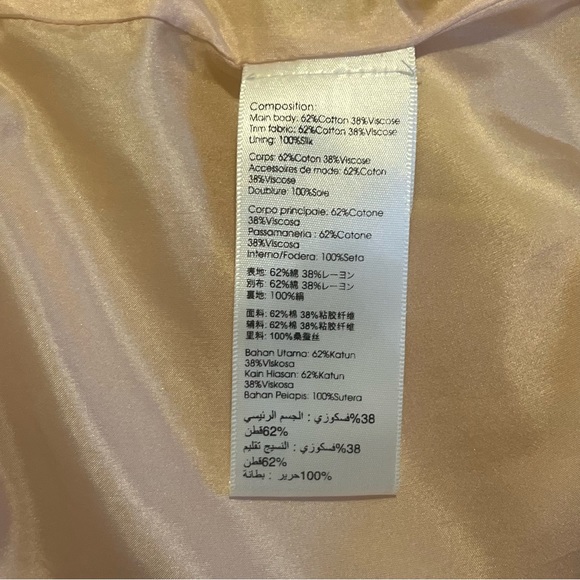 Composition:
Main body: 62%Cotton 38%Viscose
Trim fabric: 62%Cotton 38%Viscose
Lining: 100%Silk
Corps: 62%Coton 38%Viscose
Accessoires de mode: 62%Coton
38%Viscose
Doublure: 100%Soie
Corpo principale: 62%Cotone
38%Viscosa
Passamaneria : 62%Cotone
38%Viscosa
Interno/Fodera: 100%Seta
表地: 62%綿 38%レーヨン
別布: 62%綿 38%レーヨン
裏地: 100%絹
面料: 62%棉 38%粘胶纤维
辅料: 62%棉 38%粘胶纤维
里料: 100%桑蚕丝
Bahan Utama: 62%Katun
38%Viskosa
Kain Hiasan: 62%Katun
38%Viskosa
Bahan Pelapis: 100%Sutera
38%فسكوزي : الجسم الرئيسي
62%قطن
38%فسكوزي : النسيج تقليم
62%قطن
100%حرير : بطانة